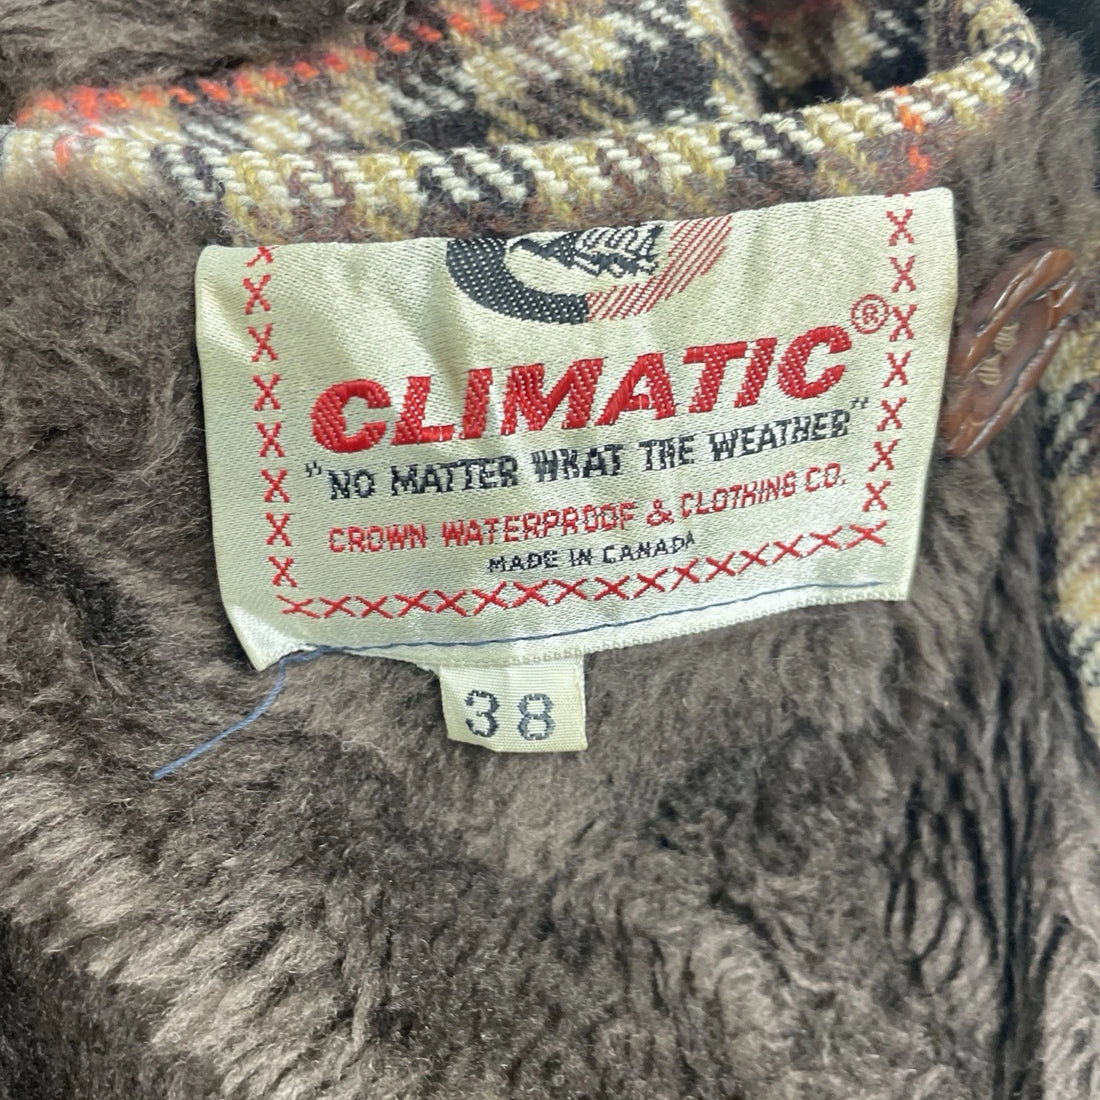 CLIMATIC®
"NO MATTER WHAT THE WEATHER"
CROWN WATERPROOF & CLOTHING CO.
MADE IN CANADA
38